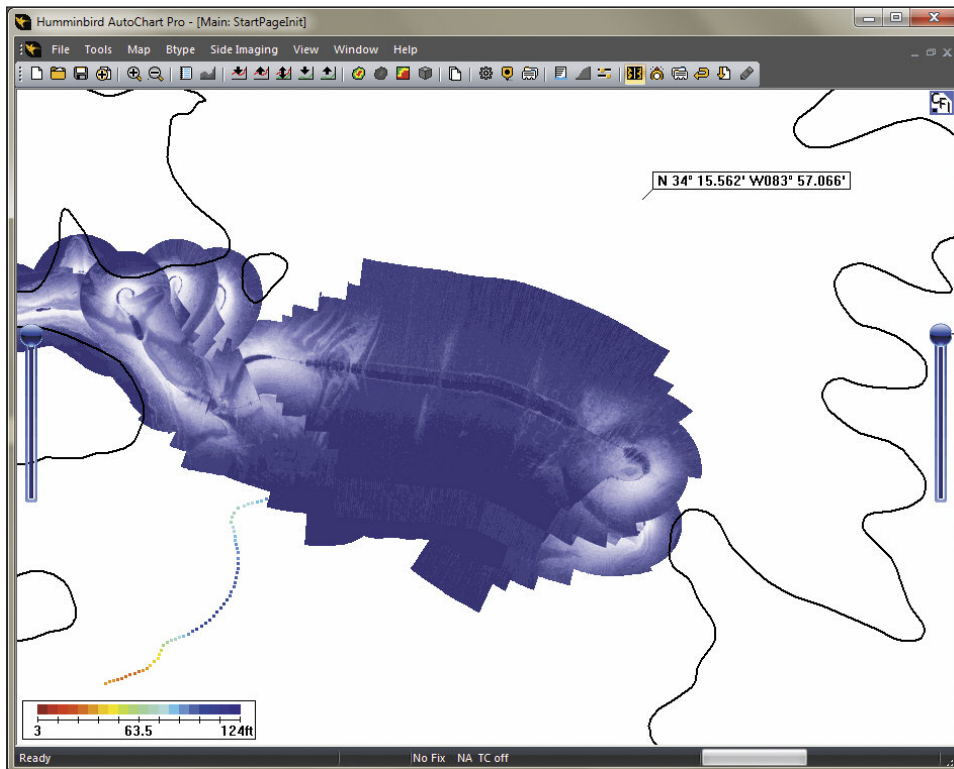 Humminbird AutoChart Pro - [Main: StartPageInit]
File Tools Map Btype Side Imaging View Window Help
CFI
N 34° 15.562' W083° 57.066'
3 63.5 124ft
Ready No Fix NA TC off